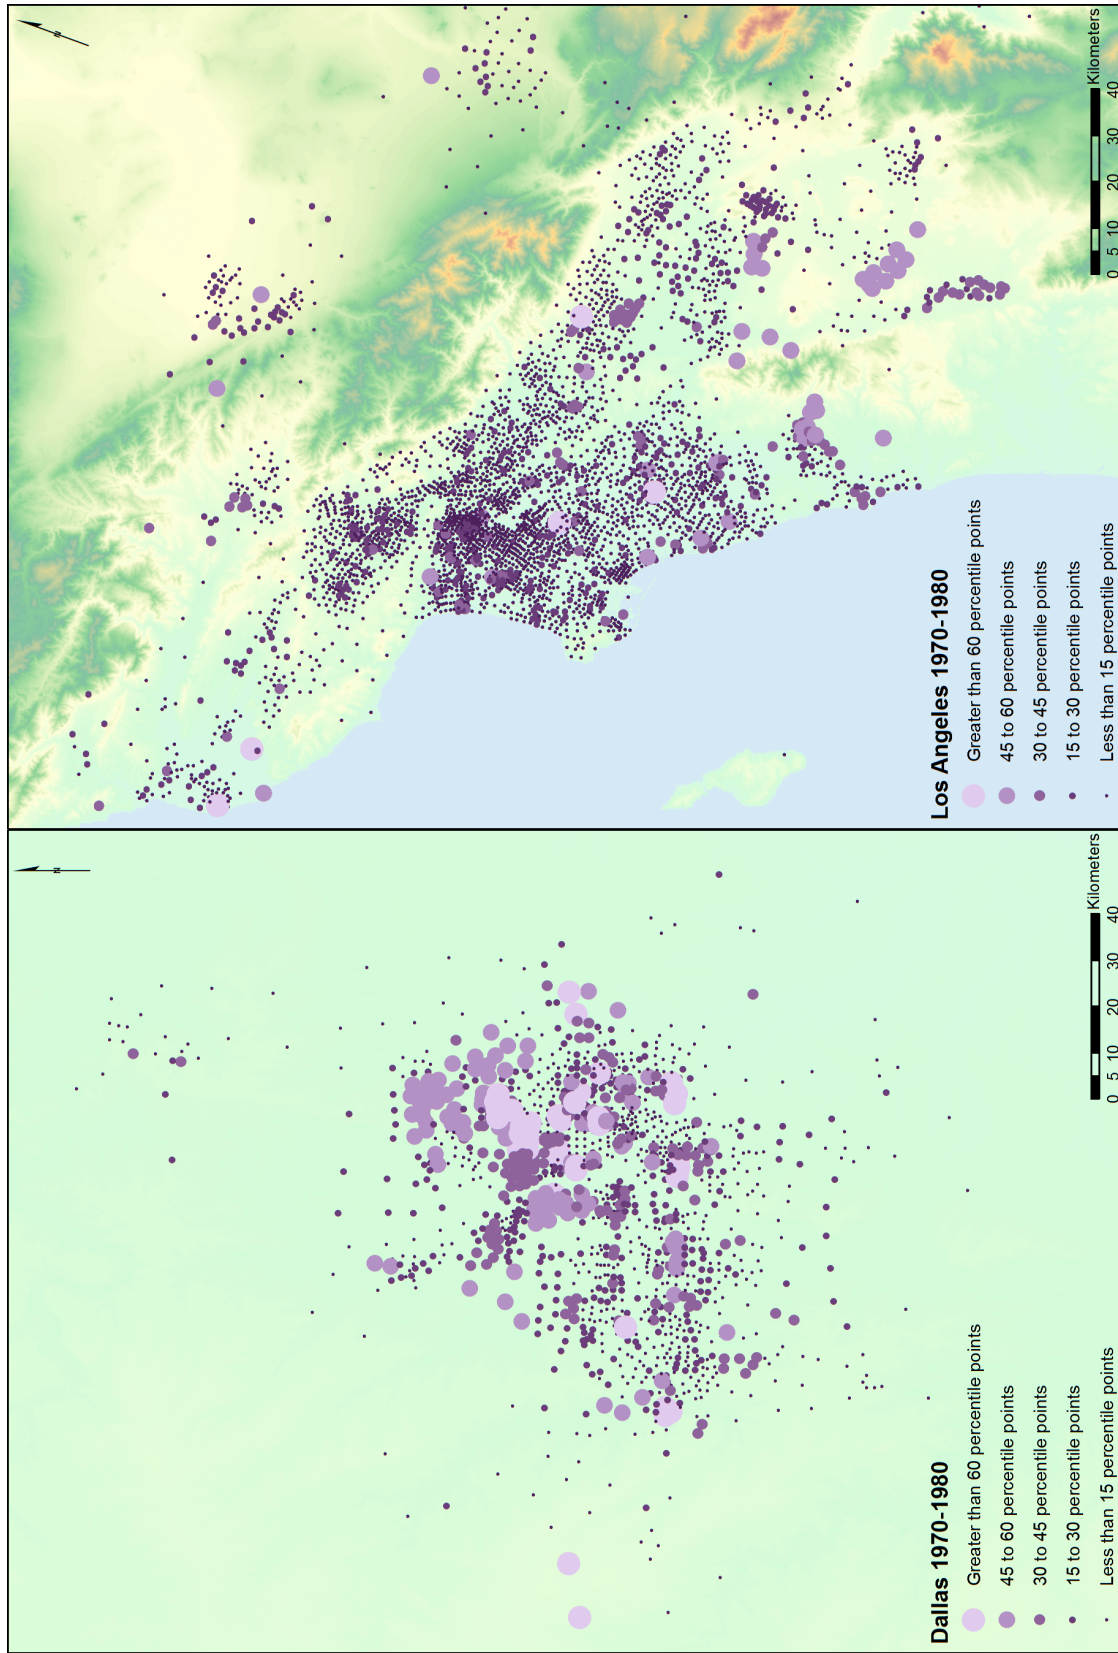 N
Dallas 1970-1980
Greater than 60 percentile points
45 to 60 percentile points
30 to 45 percentile points
15 to 30 percentile points
Less than 15 percentile points
0 5 10 20 30 40
Kilometers
N
Los Angeles 1970-1980
Greater than 60 percentile points
45 to 60 percentile points
30 to 45 percentile points
15 to 30 percentile points
Less than 15 percentile points
0 5 10 20 30 40
Kilometers